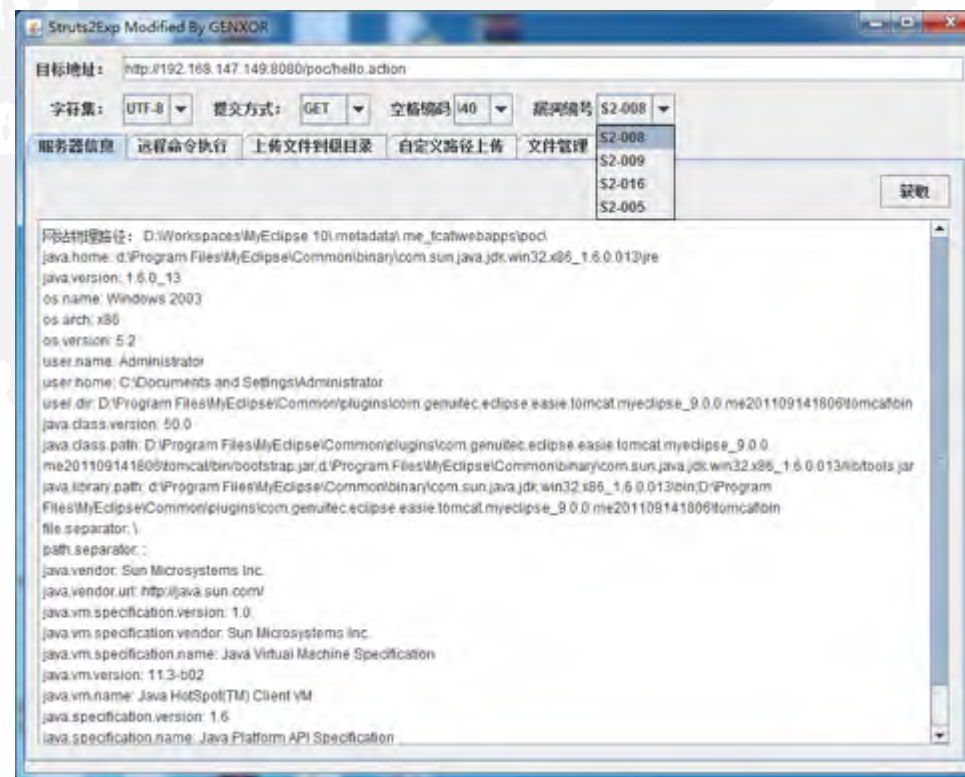 Struts2Exp Modified By GENXOR
目标地址： http://192.168.147.149:8080/poc/hello.action
字符集： UTF-8 提交方式： GET 空格编码 \40 漏洞编号 S2-008
S2-008
S2-009
S2-016
S2-005
服务器信息 远程命令执行 上传文件到根目录 自定义路径上传 文件管理
获取
网站物理路径： D:\Workspaces\MyEclipse 10\.metadata\.me_tcat\webapps\poc\
java.home: d:\Program Files\MyEclipse\Common\binary\com.sun.java.jdk.win32.x86_1.6.0.013\jre
java.version: 1.6.0_13
os.name: Windows 2003
os.arch: x86
os.version: 5.2
user.name: Administrator
user.home: C:\Documents and Settings\Administrator
user.dir: D:\Program Files\MyEclipse\Common\plugins\com.genuitec.eclipse.easie.tomcat.myeclipse_9.0.0.me201109141806\tomcat\bin
java.class.version: 50.0
java.class.path: D:\Program Files\MyEclipse\Common\plugins\com.genuitec.eclipse.easie.tomcat.myeclipse_9.0.0.
me201109141806\tomcat/bin/bootstrap.jar;d:\Program Files\MyEclipse\Common\binary\com.sun.java.jdk.win32.x86_1.6.0.013/lib/tools.jar
java.library.path: d:\Program Files\MyEclipse\Common\binary\com.sun.java.jdk.win32.x86_1.6.0.013\bin;D:\Program
Files\MyEclipse\Common\plugins\com.genuitec.eclipse.easie.tomcat.myeclipse_9.0.0.me201109141806\tomcat\bin
file.separator: \
path.separator: ;
java.vendor: Sun Microsystems Inc.
java.vendor.url: http://java.sun.com/
java.vm.specification.version: 1.0
java.vm.specification.vendor: Sun Microsystems Inc.
java.vm.specification.name: Java Virtual Machine Specification
java.vm.version: 11.3-b02
java.vm.name: Java HotSpot(TM) Client VM
java.specification.version: 1.6
java.specification.name: Java Platform API Specification